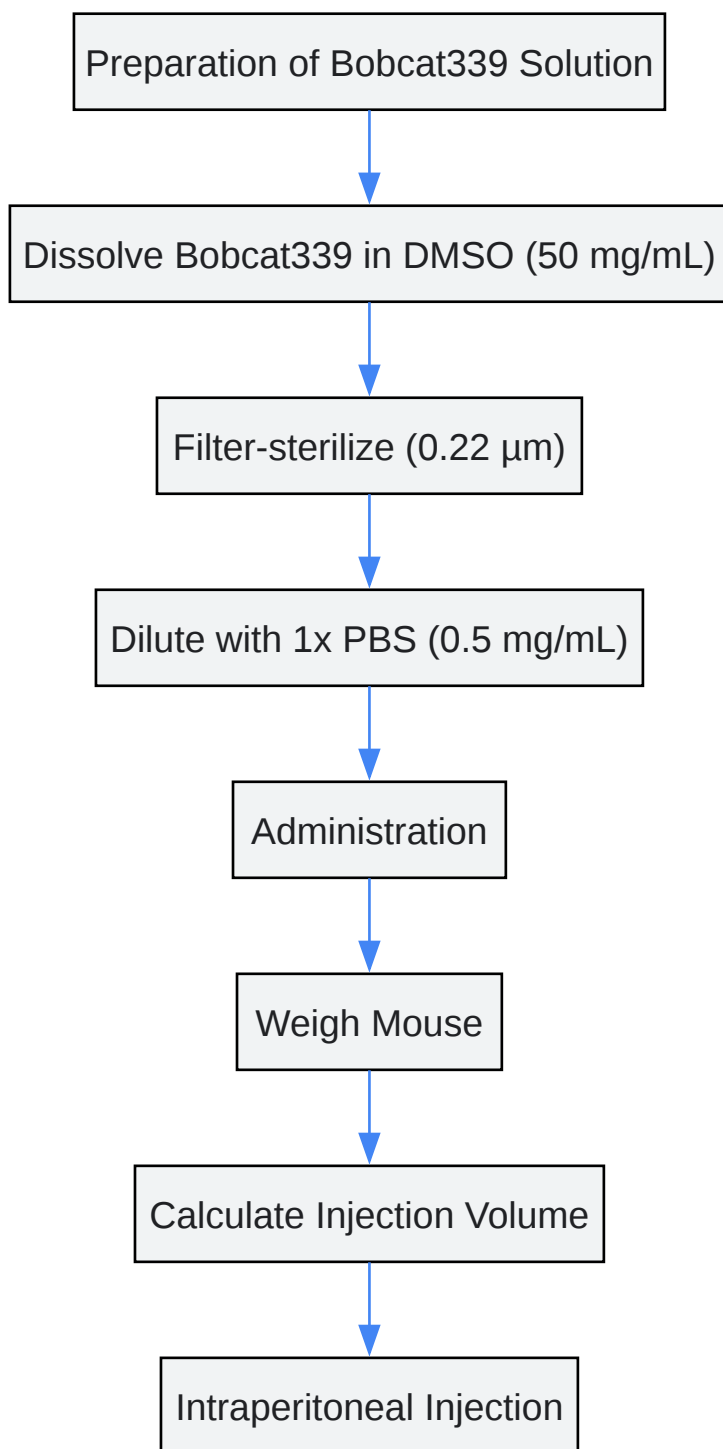 Preparation of Bobcat339 Solution
Dissolve Bobcat339 in DMSO (50 mg/mL)
Filter-sterilize (0.22 µm)
Dilute with 1x PBS (0.5 mg/mL)
Administration
Weigh Mouse
Calculate Injection Volume
Intraperitoneal Injection